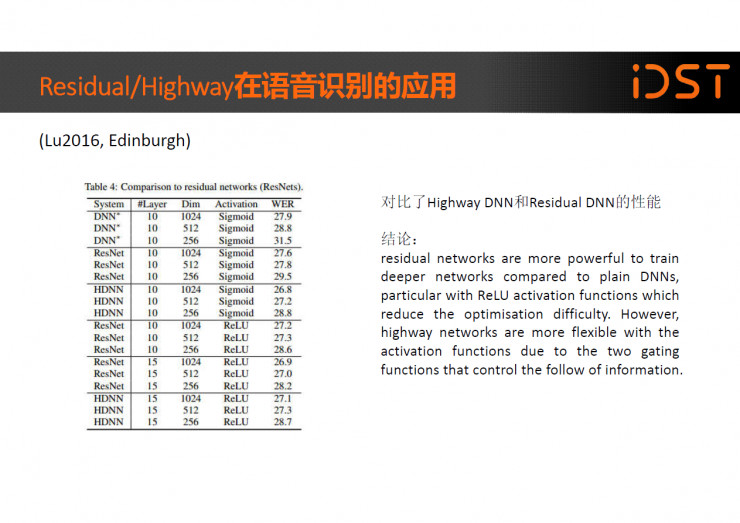 Residual/Highway在语音识别的应用
iDST
(Lu2016, Edinburgh)
Table 4: Comparison to residual networks (ResNets).
System #Layer Dim Activation WER
DNN* 10 1024 Sigmoid 27.9
DNN* 10 512 Sigmoid 28.8
DNN* 10 256 Sigmoid 31.5
ResNet 10 1024 Sigmoid 27.6
ResNet 10 512 Sigmoid 27.8
ResNet 10 256 Sigmoid 29.5
HDNN 10 1024 Sigmoid 26.8
HDNN 10 512 Sigmoid 27.2
HDNN 10 256 Sigmoid 28.8
ResNet 10 1024 ReLU 27.2
ResNet 10 512 ReLU 27.3
ResNet 10 256 ReLU 28.6
ResNet 15 1024 ReLU 26.9
ResNet 15 512 ReLU 27.0
ResNet 15 256 ReLU 28.2
HDNN 15 1024 ReLU 27.1
HDNN 15 512 ReLU 27.3
HDNN 15 256 ReLU 28.7
对比了Highway DNN和Residual DNN的性能
结论：
residual networks are more powerful to train
deeper networks compared to plain DNNs,
particular with ReLU activation functions which
reduce the optimisation difficulty. However,
highway networks are more flexible with the
activation functions due to the two gating
functions that control the follow of information.